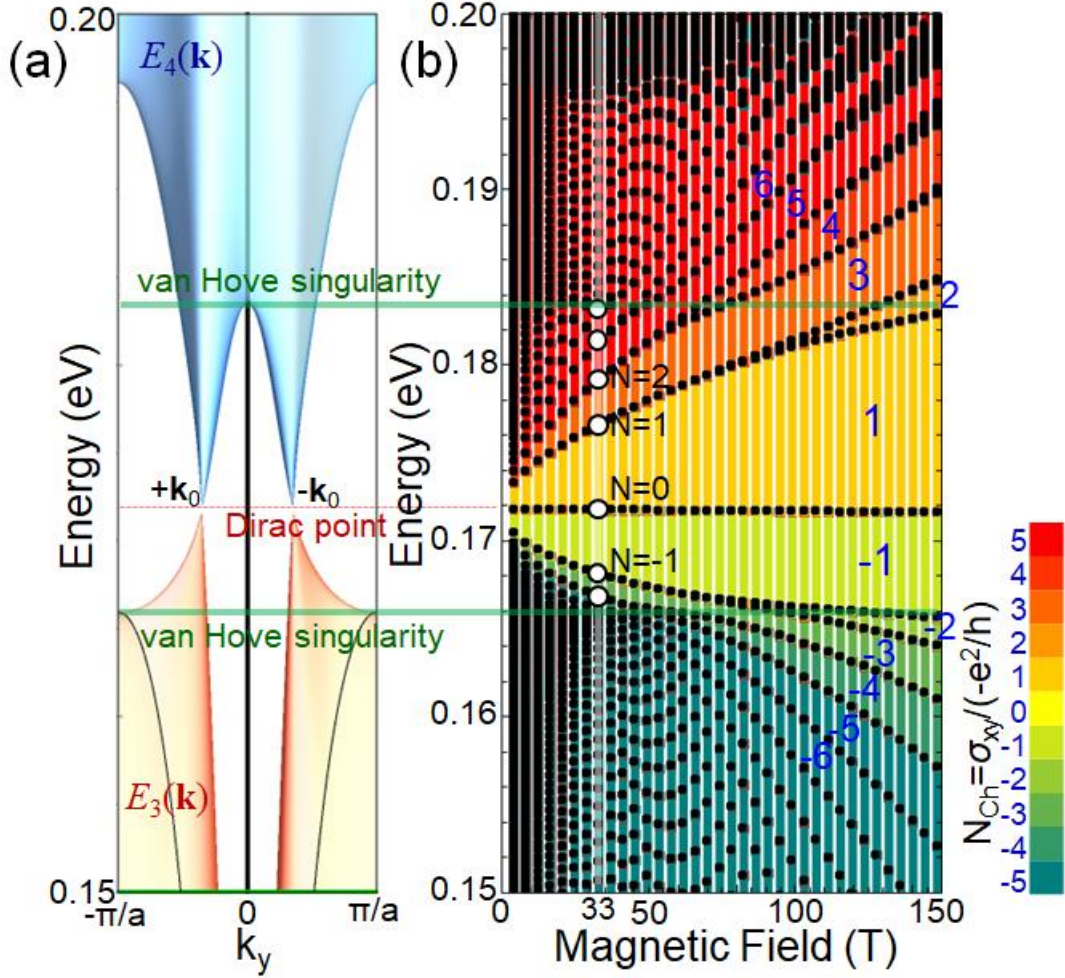 (a)
0.20
E4(k)
van Hove singularity
+k0
-k0
Dirac point
van Hove singularity
E3(k)
0.15
Energy (eV)
-π/a
0
π/a
ky
(b)
0.20
0.19
0.18
0.17
0.16
0.15
Energy (eV)
6
5
4
3
2
N=2
N=1
1
N=0
N=-1
-1
-2
-3
-4
-5
-6
0
33
50
100
150
Magnetic Field (T)
5
4
3
2
1
0
-1
-2
-3
-4
-5
NCh=σxy/(-e²/h)